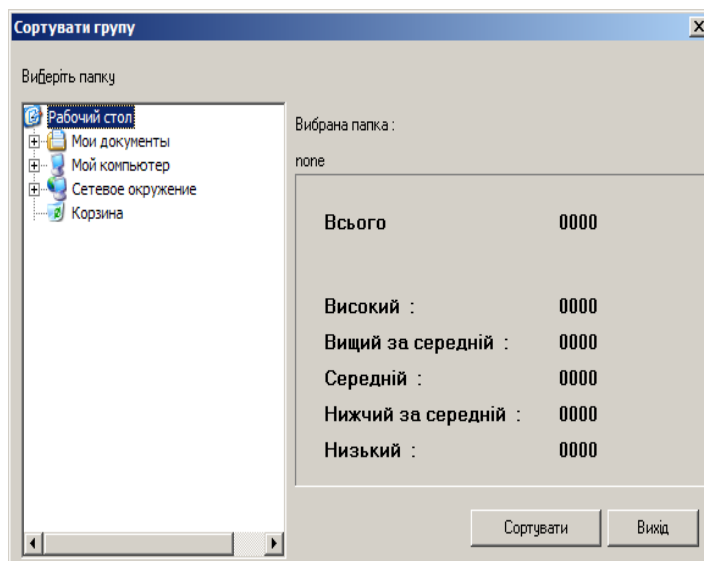 Сортувати групу
Виберіть папку
Рабочий стол
Мои документы
Мой компьютер
Сетевое окружение
Корзина
Вибрана папка :
none
Всього 0000
Високий : 0000
Вищий за середній : 0000
Середній : 0000
Нижчий за середній : 0000
Низький : 0000
Сортувати Вихід